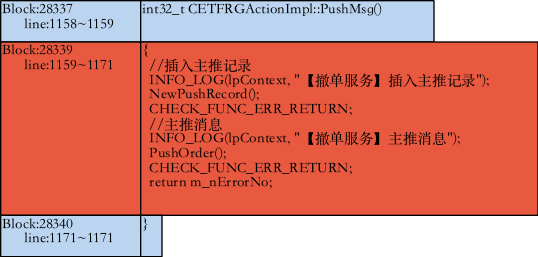 Block:28337
line:1158~1159
int32_t CETFRGActionImpl::PushMsg()
Block:28339
line:1159~1171
{
//插入主推记录
INFO_LOG(lpContext, "【撤单服务】插入主推记录");
NewPushRecord();
CHECK_FUNC_ERR_RETURN;
//主推消息
INFO_LOG(lpContext, "【撤单服务】主推消息");
PushOrder();
CHECK_FUNC_ERR_RETURN;
return m_nErrorNo;
Block:28340
line:1171~1171
}